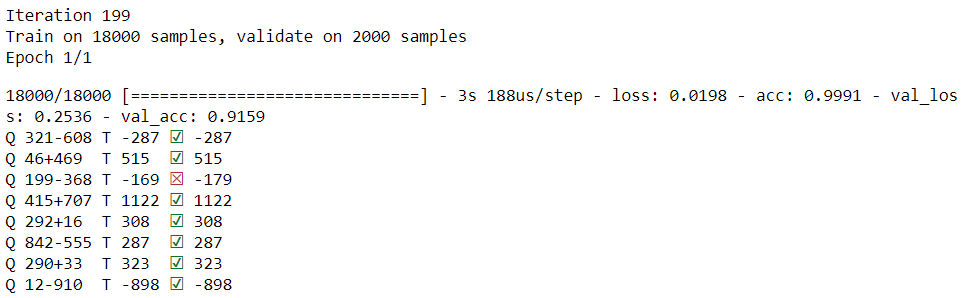 Iteration 199
Train on 18000 samples, validate on 2000 samples
Epoch 1/1
18000/18000 [==============================] - 3s 188us/step - loss: 0.0198 - acc: 0.9991 - val_los
s: 0.2536 - val_acc: 0.9159
Q 321-608 T -287 ☑ -287
Q 46+469  T 515  ☑ 515
Q 199-368 T -169 ☒ -179
Q 415+707 T 1122 ☑ 1122
Q 292+16  T 308  ☑ 308
Q 842-555 T 287  ☑ 287
Q 290+33  T 323  ☑ 323
Q 12-910  T -898 ☑ -898